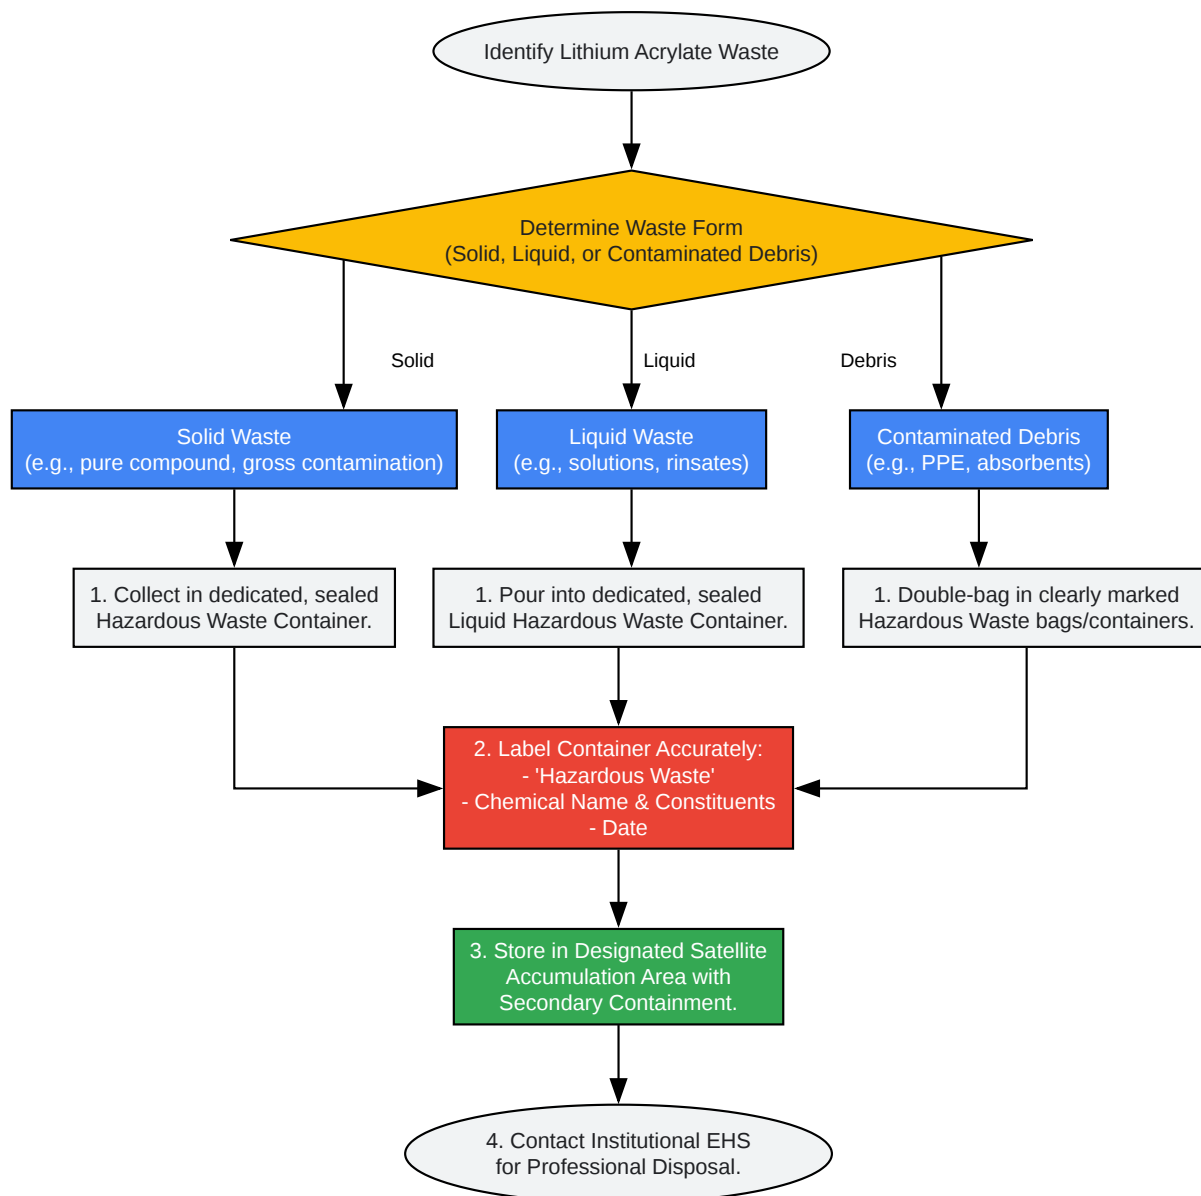 Identify Lithium Acrylate Waste
Determine Waste Form
(Solid, Liquid, or Contaminated Debris)
Solid
Liquid
Debris
Solid Waste
(e.g., pure compound, gross contamination)
Liquid Waste
(e.g., solutions, rinsates)
Contaminated Debris
(e.g., PPE, absorbents)
1. Collect in dedicated, sealed
Hazardous Waste Container.
1. Pour into dedicated, sealed
Liquid Hazardous Waste Container.
1. Double-bag in clearly marked
Hazardous Waste bags/containers.
2. Label Container Accurately:
- 'Hazardous Waste'
- Chemical Name & Constituents
- Date
3. Store in Designated Satellite
Accumulation Area with
Secondary Containment.
4. Contact Institutional EHS
for Professional Disposal.